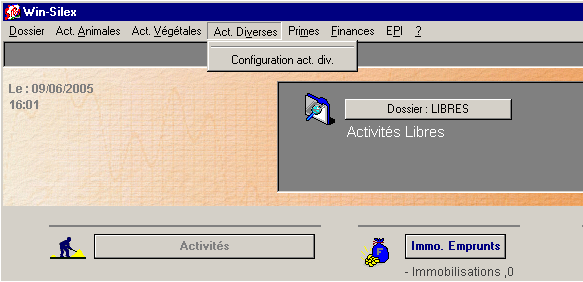 Win-Silex
Dossier Act. Animales Act. Végétales Act. Diverses Primes Finances EPI ?
Configuration act. div.
Le : 09/06/2005
16:01
Dossier : LIBRES
Activités Libres
Activités
Immo. Emprunts
- Immobilisations ,0